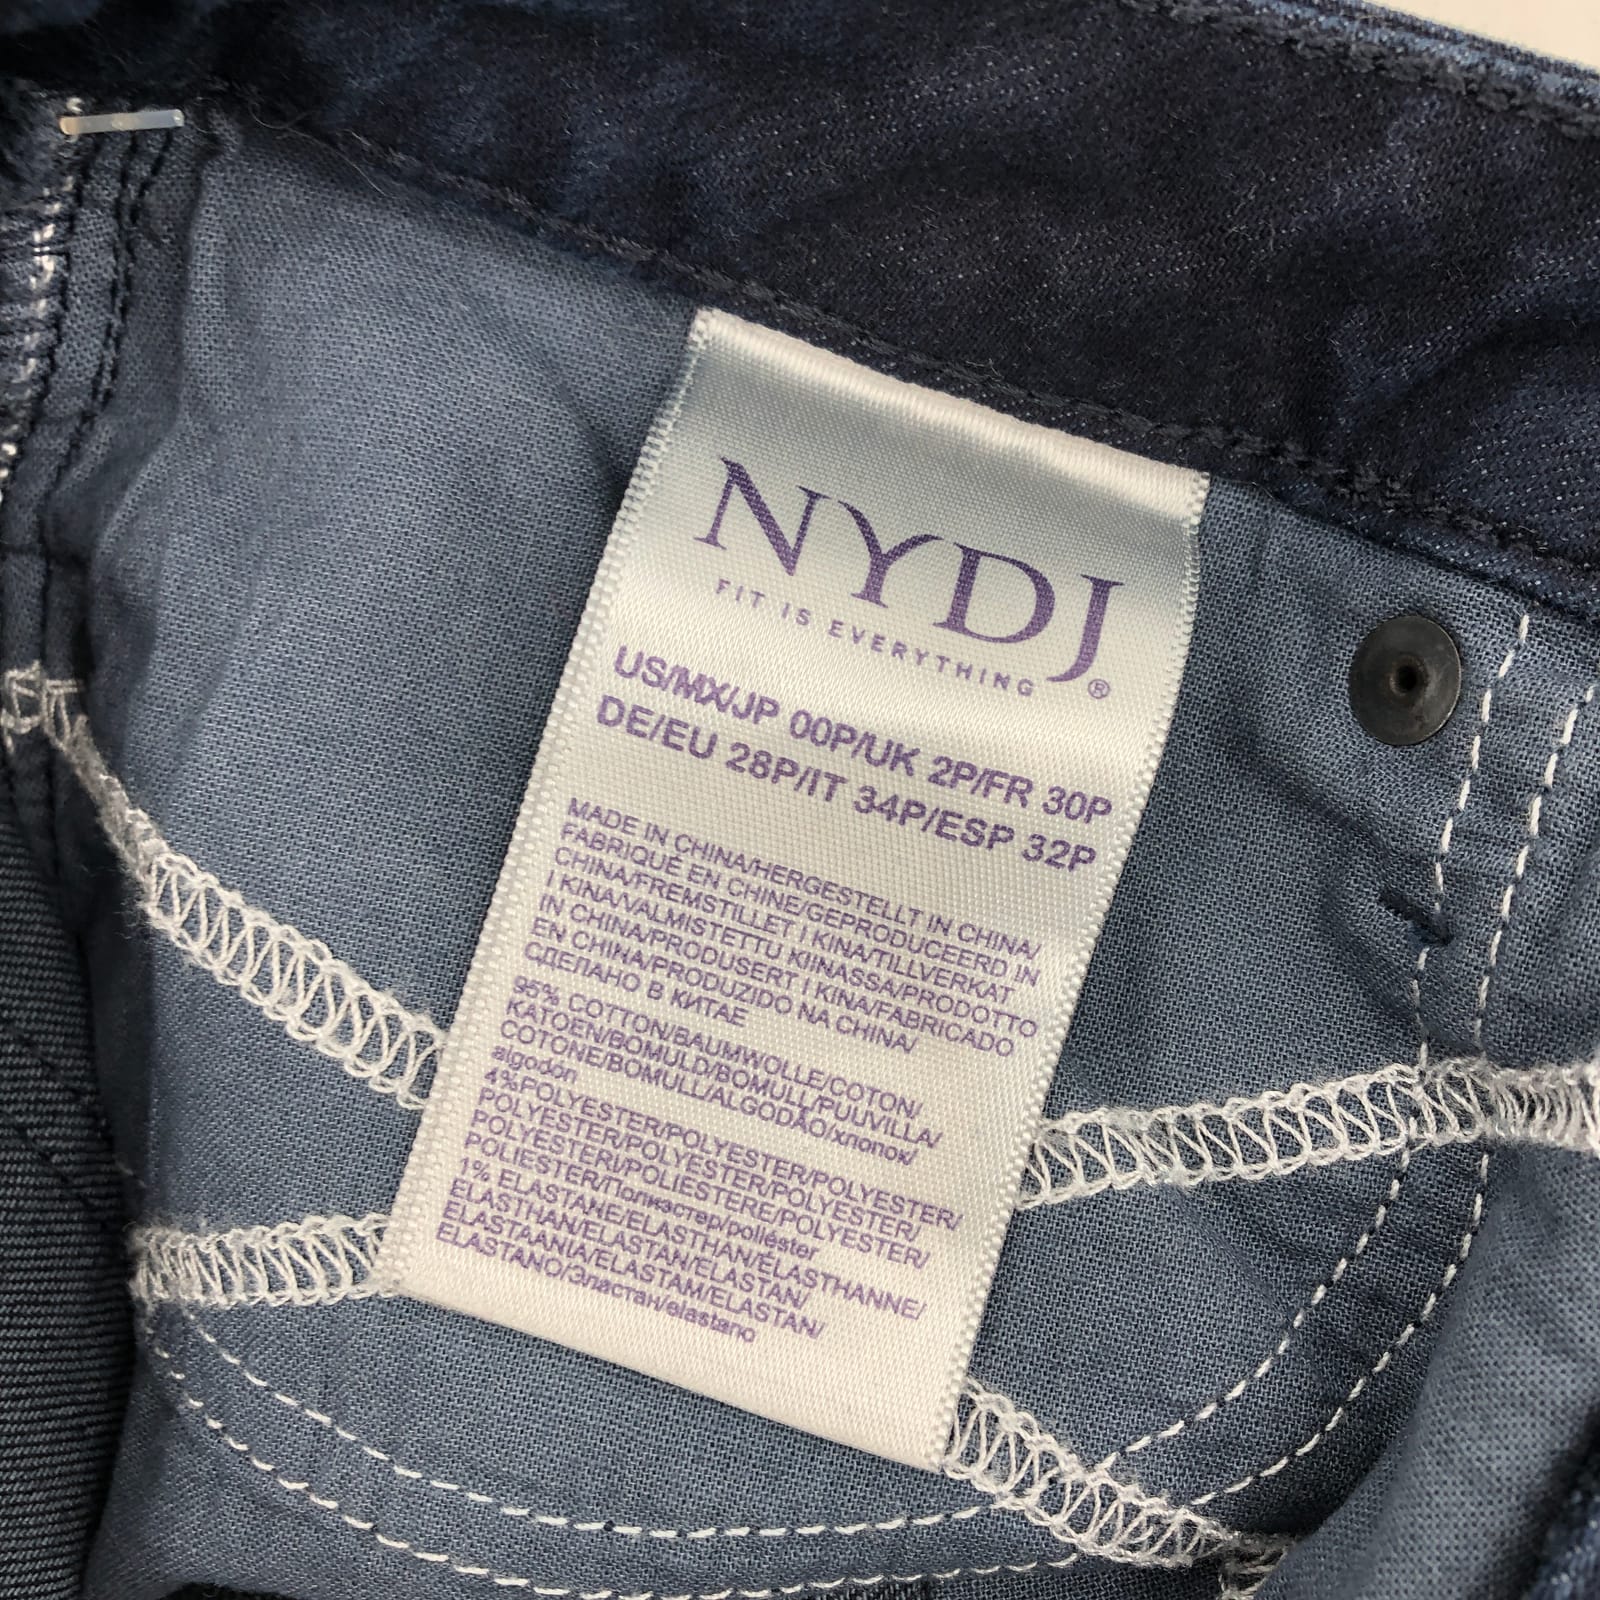 NYDJ®
FIT IS EVERYTHING
US/MX/JP 00P/UK 2P/FR 30P
DE/EU 28P/IT 34P/ESP 32P
MADE IN CHINA/HERGESTELLT IN CHINA/
FABRIQUÉ EN CHINE/GEPRODUCEERD IN
CHINA/FREMSTILLET I KINA/TILLVERKAT
I KINA/VALMISTETTU KIINASSA/PRODOTTO
IN CHINA/PRODUSERT I KINA/FABRICADO
EN CHINA/PRODUZIDO NA CHINA/
СДЕЛАНО В КИТАЕ
95% COTTON/BAUMWOLLE/COTON/
KATOEN/BOMULD/BOMULL/PUUVILLA/
COTONE/BOMULL/ALGODÃO/хлопок/
algodón
4%POLYESTER/POLYESTER/POLYESTER/
POLYESTER/POLYESTER/POLYESTER/
POLYESTERI/POLIESTERE/POLYESTER/
POLIESTER/Полиэстер/poliéster
1% ELASTANE/ELASTHAN/ÉLASTHANNE/
ELASTHAN/ELASTAN/ELASTAN/
ELASTAANIA/ELASTAM/ELASTAN/
ELASTANO/Эластан/elastano